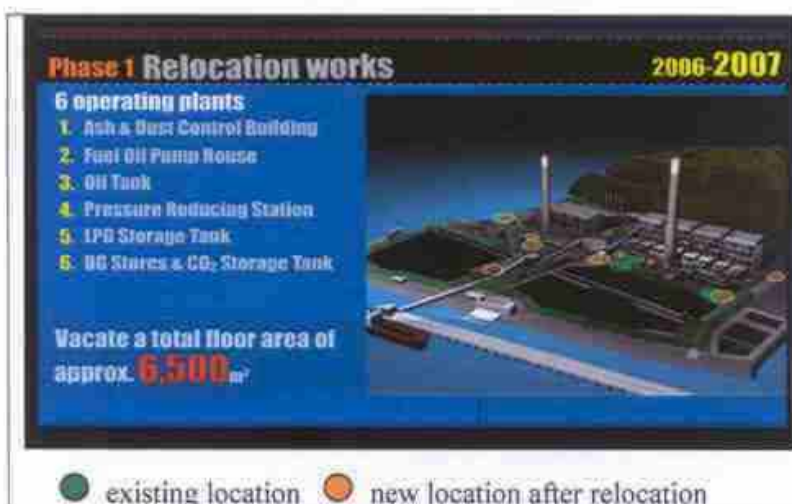 Phase 1 Relocation works 2006-2007
6 operating plants
1. Ash & Dust Control Building
2. Fuel Oil Pump House
3. Oil Tank
4. Pressure Reducing Station
5. LPG Storage Tank
6. DG Stores & CO₂ Storage Tank
Vacate a total floor area of
approx. 6,500m²
existing location new location after relocation